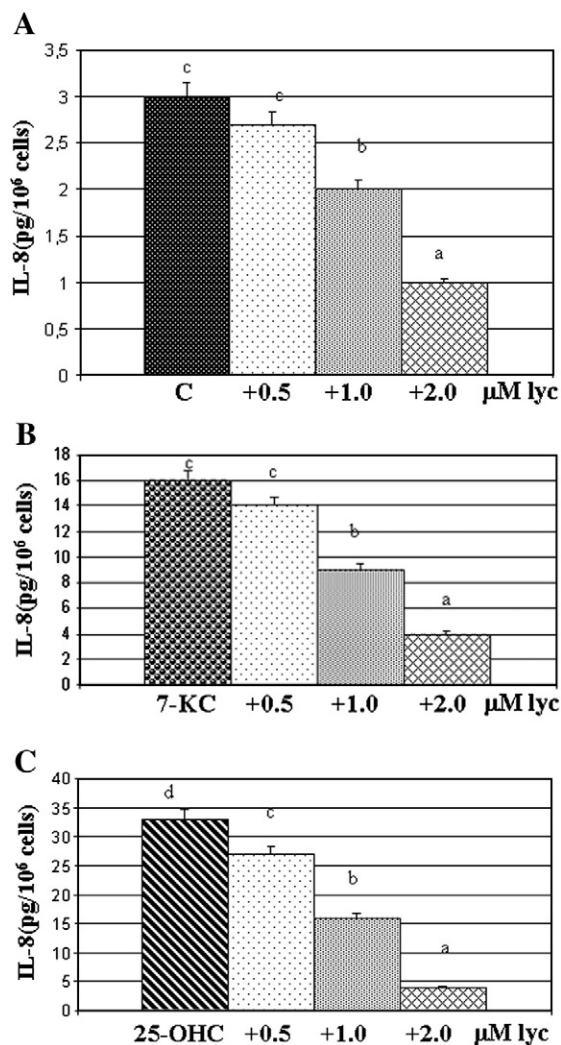 A
3,5
3
2,5
2
1,5
1
0,5
0
IL-8(pg/10⁶ cells)
c
c
b
a
C +0.5 +1.0 +2.0 μM lyc
B
18
16
14
12
10
8
6
4
2
0
IL-8(pg/10⁶ cells)
c
c
b
a
7-KC +0.5 +1.0 +2.0 μM lyc
C
40
35
30
25
20
15
10
5
0
IL-8(pg/10⁶ cells)
d
c
b
a
25-OHC +0.5 +1.0 +2.0 μM lyc